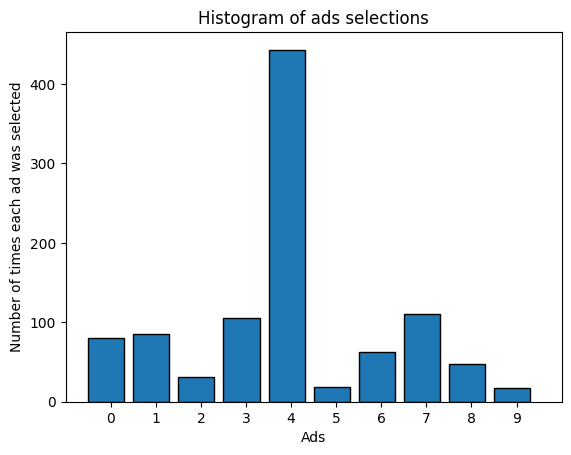 Histogram of ads selections
Number of times each ad was selected
400
300
200
100
0
0 1 2 3 4 5 6 7 8 9
Ads